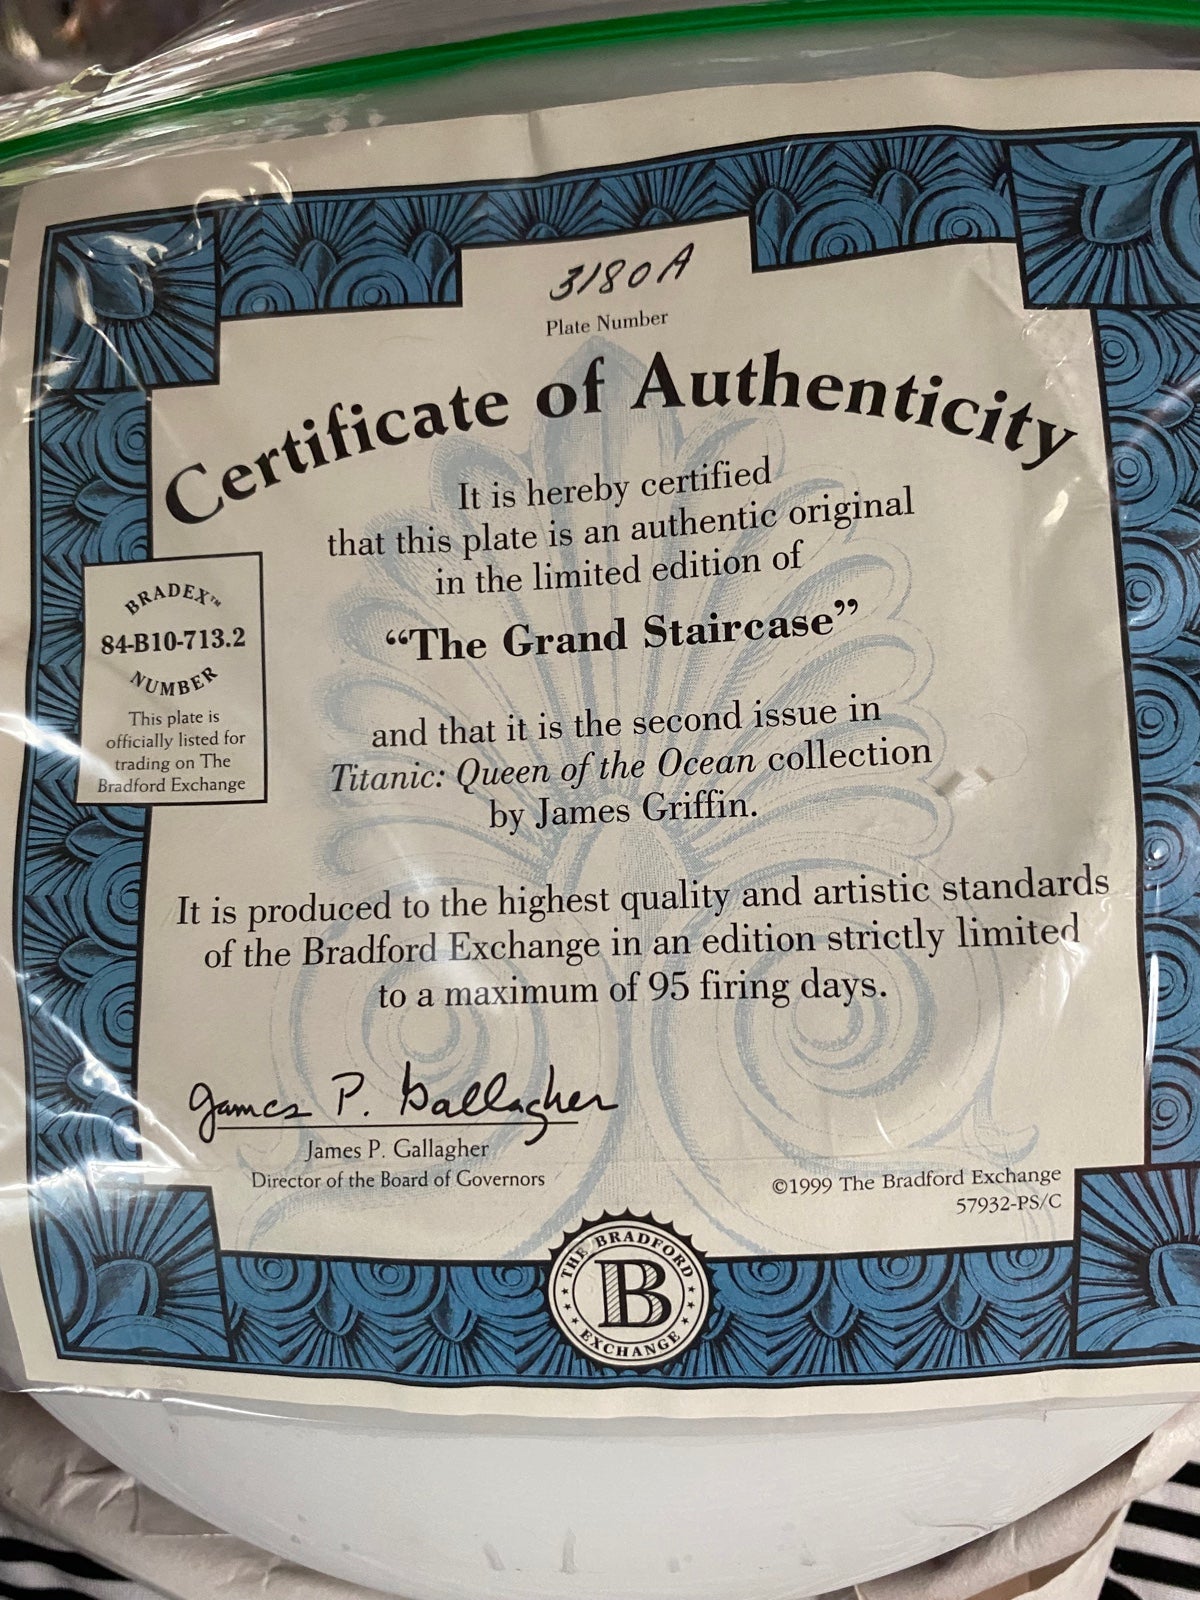 3180A
Plate Number
Certificate of Authenticity
It is hereby certified
that this plate is an authentic original
in the limited edition of
“The Grand Staircase”
BRADEX™
84-B10-713.2
NUMBER
This plate is
officially listed for
trading on The
Bradford Exchange
and that it is the second issue in
Titanic: Queen of the Ocean collection
by James Griffin.
It is produced to the highest quality and artistic standards
of the Bradford Exchange in an edition strictly limited
to a maximum of 95 firing days.
James P. Gallagher
James P. Gallagher
Director of the Board of Governors
©1999 The Bradford Exchange
57932-PS/C
THE BRADFORD
B
EXCHANGE